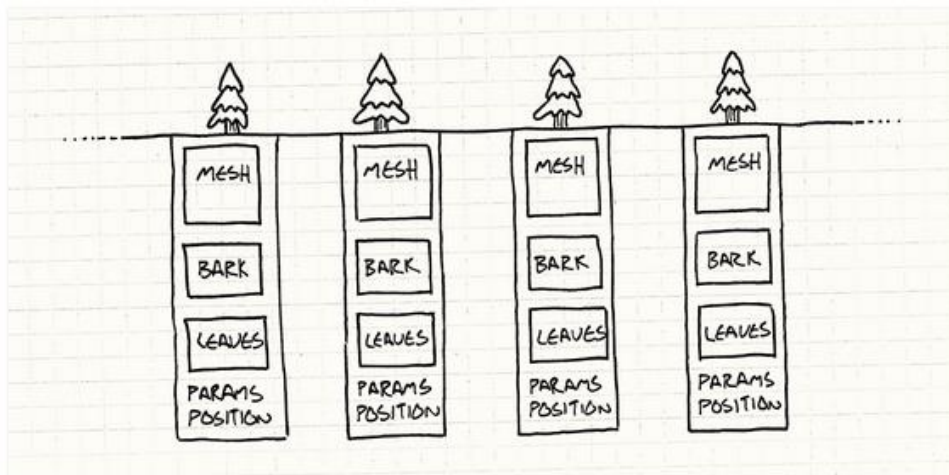 MESH
BARK
LEAVES
PARAMS
POSITION
MESH
BARK
LEAVES
PARAMS
POSITION
MESH
BARK
LEAVES
PARAMS
POSITION
MESH
BARK
LEAVES
PARAMS
POSITION